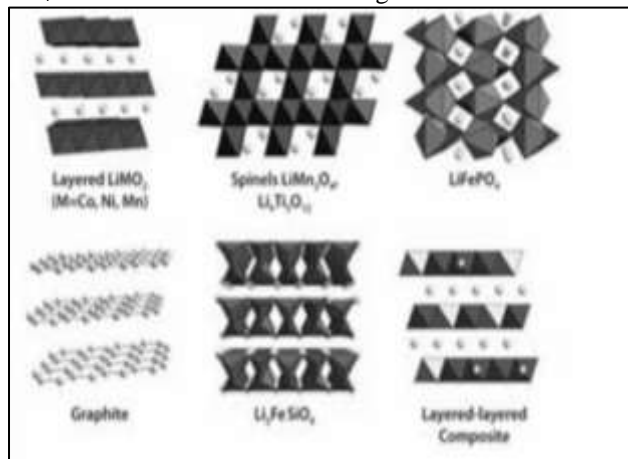 Layered LiMO₂
(M=Co, Ni, Mn)
Spinels LiMn₂O₄,
Li₄Ti₅O₁₂
LiFePO₄
Graphite
Li₂FeSiO₄
Layered-layered
Composite